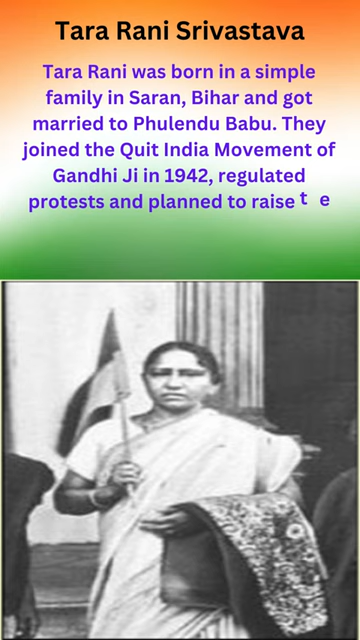 Tara Rani Srivastava
Tara Rani was born in a simple
family in Saran, Bihar and got
married to Phulendu Babu. They
joined the Quit India Movement of
Gandhi Ji in 1942, regulated
protests and planned to raise t e